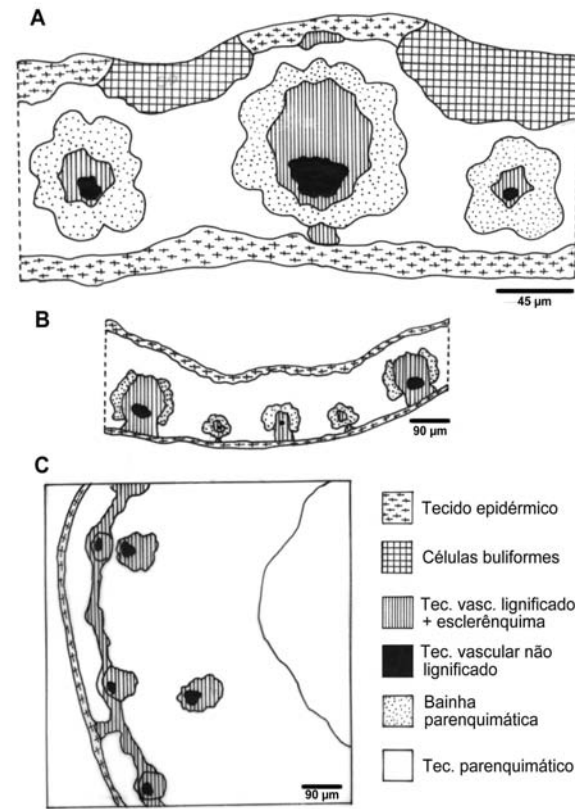 A
45 µm
B
90 µm
C
90 µm
Tecido epidérmico
Células buliformes
Tec. vasc. lignificado
+ esclerênquima
Tec. vascular não
lignificado
Bainha
parenquimática
Tec. parenquimático